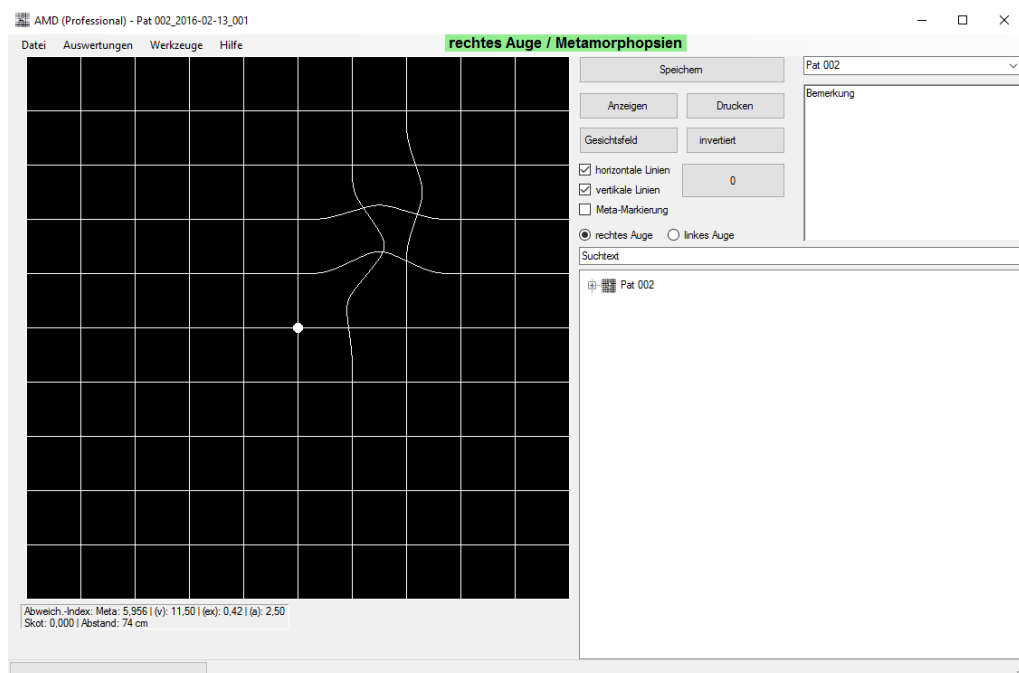 AMD (Professional) - Pat 002_2016-02-13_001
Datei Auswertungen Werkzeuge Hilfe
rechtes Auge / Metamorphopsien
Speichern
Pat 002
Anzeigen
Drucken
Bemerkung
Gesichtsfeld
invertiert
horizontale Linien
0
vertikale Linien
Meta-Markierung
rechtes Auge
linkes Auge
Suchtext
Pat 002
Abweich.-Index: Meta: 5,956 | (v): 11,50 | (ex): 0,42 | (a): 2,50
Skot: 0,000 | Abstand: 74 cm